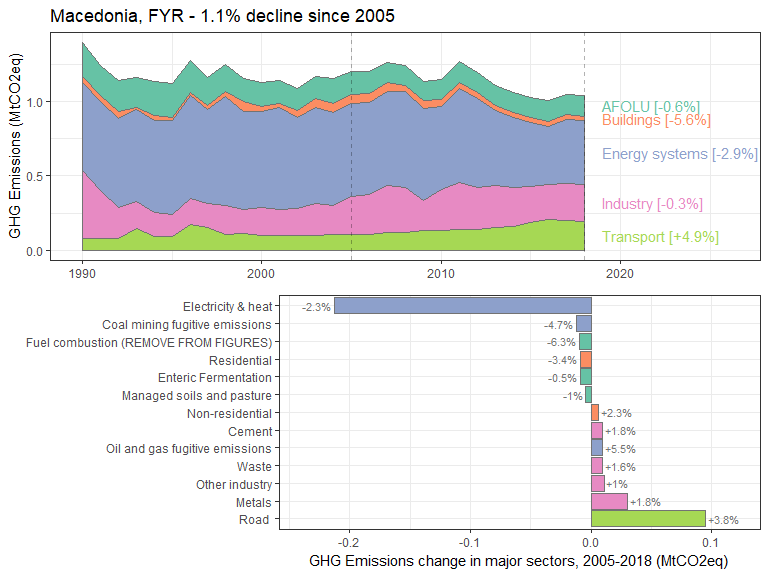 Macedonia, FYR - 1.1% decline since 2005
GHG Emissions (MtCO2eq)
1.0
0.5
0.0
AFOLU [-0.6%]
Buildings [-5.6%]
Energy systems [-2.9%]
Industry [-0.3%]
Transport [+4.9%]
1990
2000
2010
2020
Electricity & heat
-2.3%
Coal mining fugitive emissions
-4.7%
Fuel combustion (REMOVE FROM FIGURES)
-6.3%
Residential
-3.4%
Enteric Fermentation
-0.5%
Managed soils and pasture
-1%
Non-residential
+2.3%
Cement
+1.8%
Oil and gas fugitive emissions
+5.5%
Waste
+1.6%
Other industry
+1%
Metals
+1.8%
Road
+3.8%
-0.2
-0.1
0.0
0.1
GHG Emissions change in major sectors, 2005-2018 (MtCO2eq)